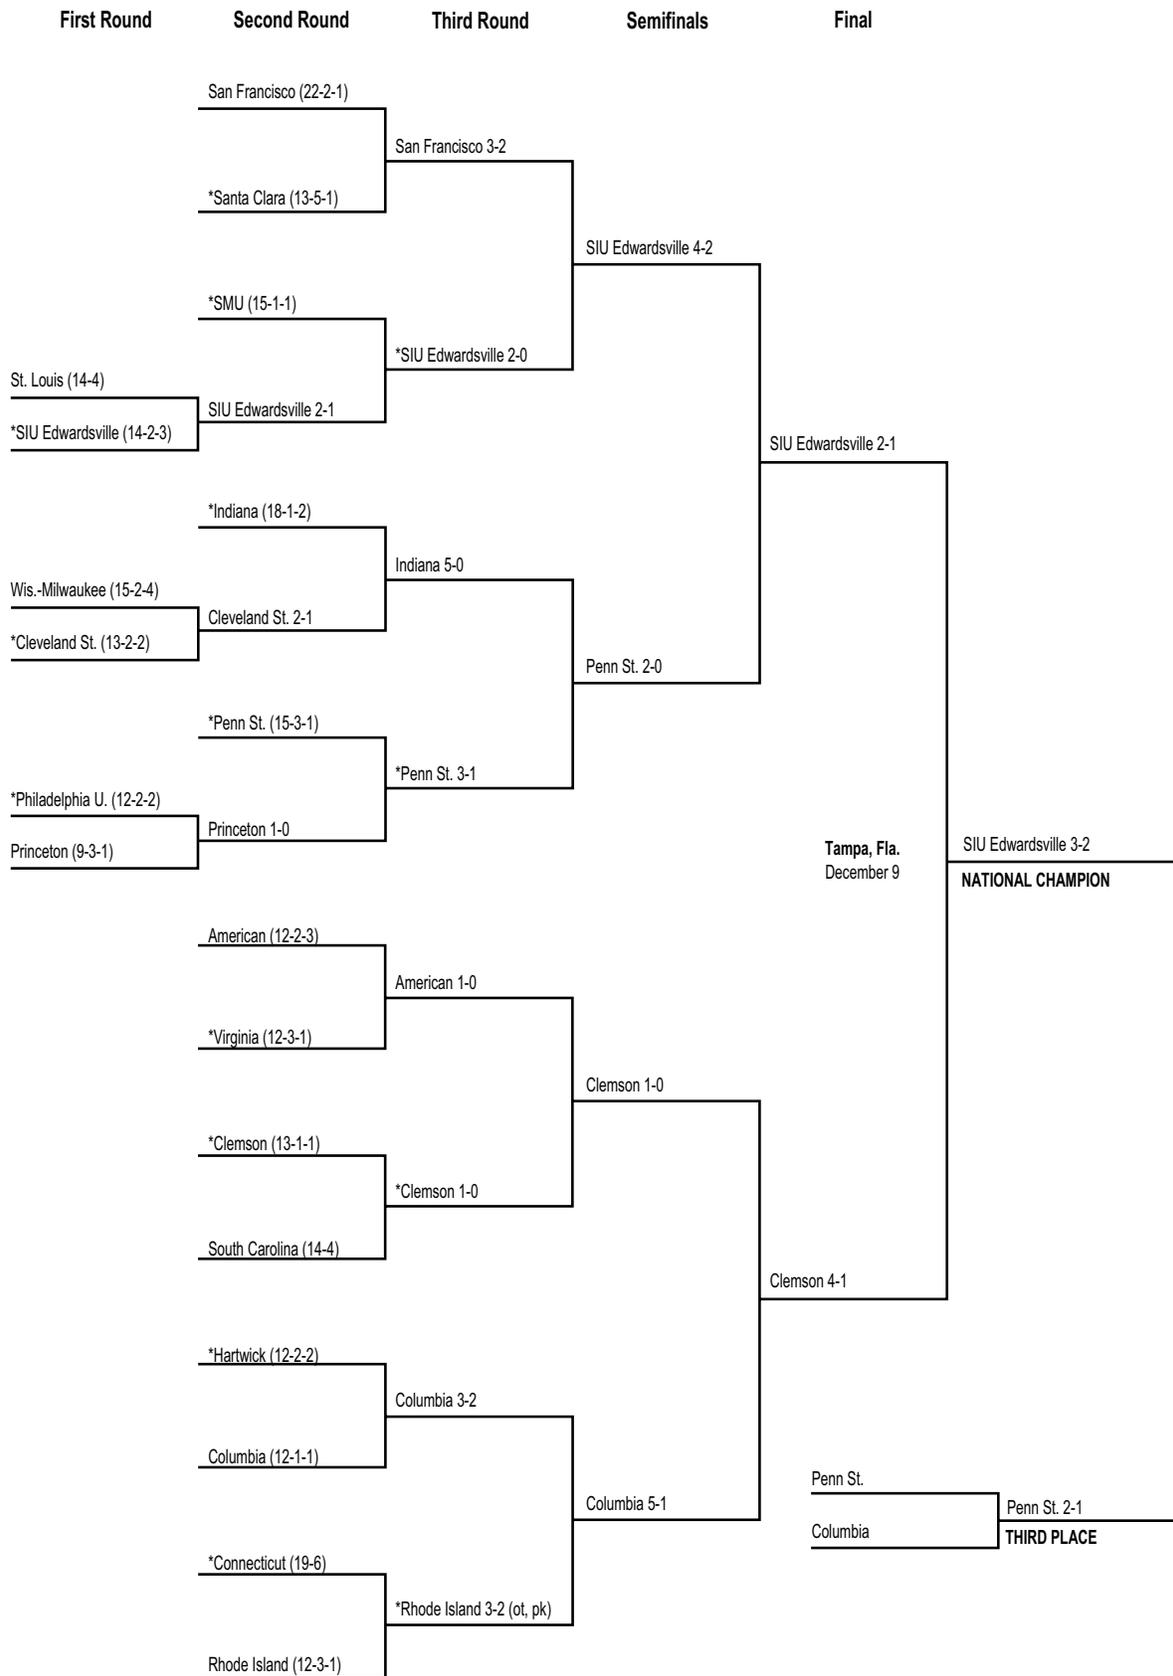 First Round
Second Round
Third Round
Semifinals
Final
San Francisco (22-2-1)
San Francisco 3-2
*Santa Clara (13-5-1)
SIU Edwardsville 4-2
*SMU (15-1-1)
*SIU Edwardsville 2-0
St. Louis (14-4)
SIU Edwardsville 2-1
*SIU Edwardsville (14-2-3)
SIU Edwardsville 2-1
*Indiana (18-1-2)
Indiana 5-0
Wis.-Milwaukee (15-2-4)
Cleveland St. 2-1
*Cleveland St. (13-2-2)
Penn St. 2-0
*Penn St. (15-3-1)
*Penn St. 3-1
*Philadelphia U. (12-2-2)
Princeton 1-0
Princeton (9-3-1)
Tampa, Fla.
December 9
SIU Edwardsville 3-2
NATIONAL CHAMPION
American (12-2-3)
American 1-0
*Virginia (12-3-1)
Clemson 1-0
*Clemson (13-1-1)
*Clemson 1-0
South Carolina (14-4)
Clemson 4-1
*Hartwick (12-2-2)
Columbia 3-2
Columbia (12-1-1)
Columbia 5-1
Penn St.
Penn St. 2-1
Columbia
THIRD PLACE
*Connecticut (19-6)
*Rhode Island 3-2 (ot, pk)
Rhode Island (12-3-1)